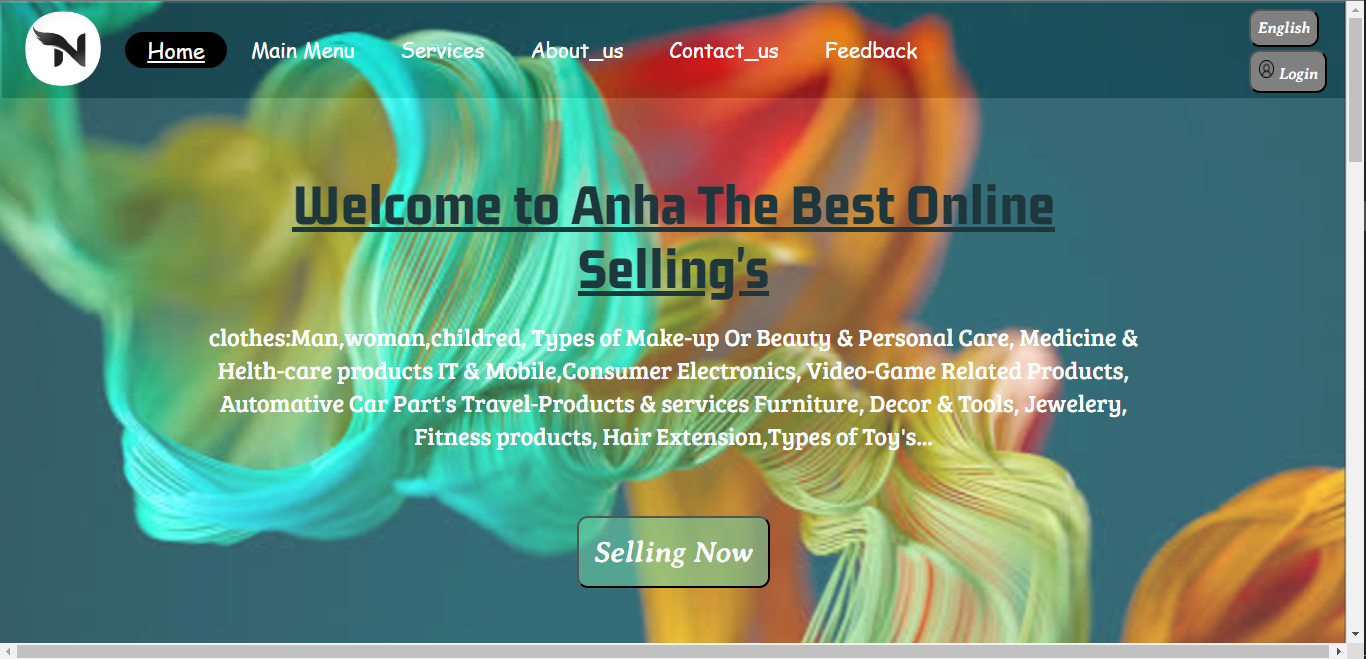 Home Main Menu Services About_us Contact_us Feedback
English
Login
Welcome to Anha The Best Online
Selling's
clothes:Man,woman,childred, Types of Make-up Or Beauty & Personal Care, Medicine &
Helth-care products IT & Mobile,Consumer Electronics, Video-Game Related Products,
Automative Car Part's Travel-Products & services Furniture, Decor & Tools, Jewelery,
Fitness products, Hair Extension,Types of Toy's...
Selling Now